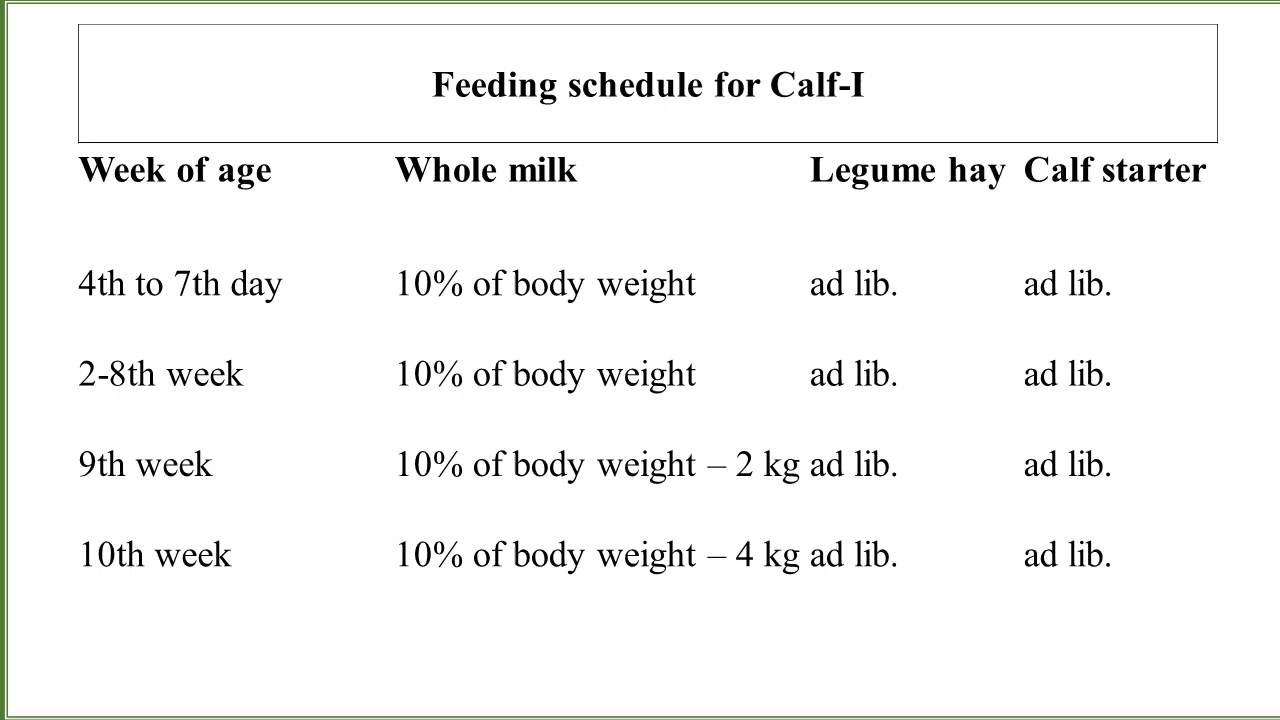 Feeding schedule for Calf-I
Week of age Whole milk Legume hay Calf starter
4th to 7th day 10% of body weight ad lib. ad lib.
2-8th week 10% of body weight ad lib. ad lib.
9th week 10% of body weight – 2 kg ad lib. ad lib.
10th week 10% of body weight – 4 kg ad lib. ad lib.